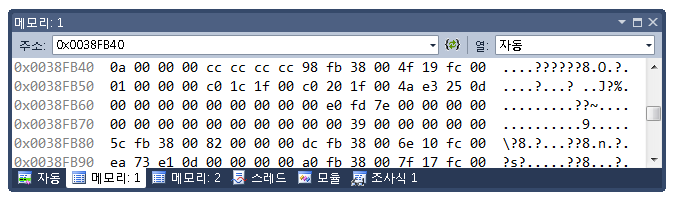 메모리: 1
주소: 0x0038FB40 열: 자동
0x0038FB40 0a 00 00 00 cc cc cc cc 98 fb 38 00 4f 19 fc 00 ....??????8.O.?.
0x0038FB50 01 00 00 00 c0 1c 1f 00 c0 20 1f 00 4a e3 25 0d ....?...? ..J?%.
0x0038FB60 00 00 00 00 00 00 00 00 00 e0 fd 7e 00 00 00 00 .........??~....
0x0038FB70 00 00 00 00 00 00 00 00 00 00 39 00 00 00 00 00 ..........9.....
0x0038FB80 5c fb 38 00 82 00 00 00 dc fb 38 00 6e 10 fc 00 \?8.?...??8.n.?.
0x0038FB90 ea 73 e1 0d 00 00 00 00 a0 fb 38 00 7f 17 fc 00 ?s?.....??8...?.
자동 메모리: 1 메모리: 2 스레드 모듈 조사식 1